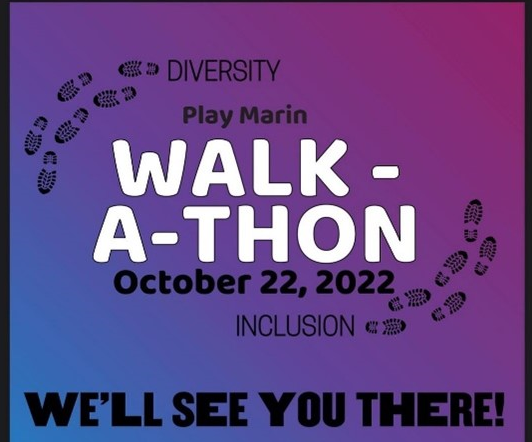 DIVERSITY
Play Marin
WALK -
A-THON
October 22, 2022
INCLUSION
WE'LL SEE YOU THERE!